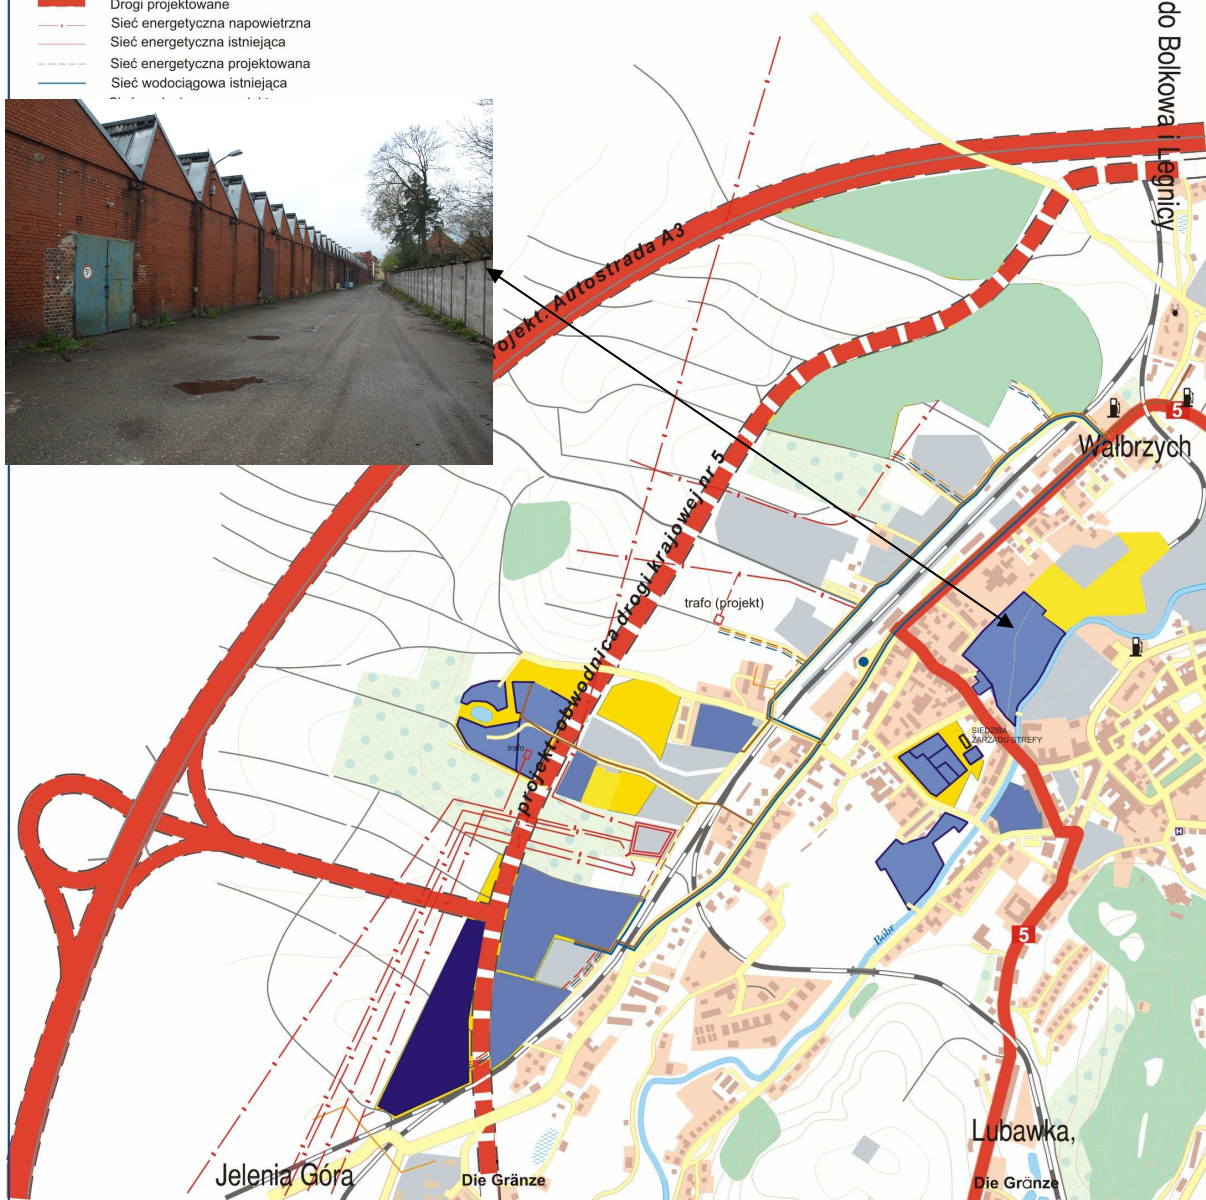 Drogi projektowane
Sieć energetyczna napowietrzna
Sieć energetyczna istniejąca
Sieć energetyczna projektowana
Sieć wodociągowa istniejąca
do Bolkowa i Legnicy
ojekt. Autostrada A3
5
Wałbrzych
projekt. obwodnica drogi krajowej nr 5
trafo (projekt)
SIEDZIBA
ZARZĄDU STREFY
trafo
H
Bóbr
5
Lubawka,
Jelenia Góra
Die Gränze
Die Gränze